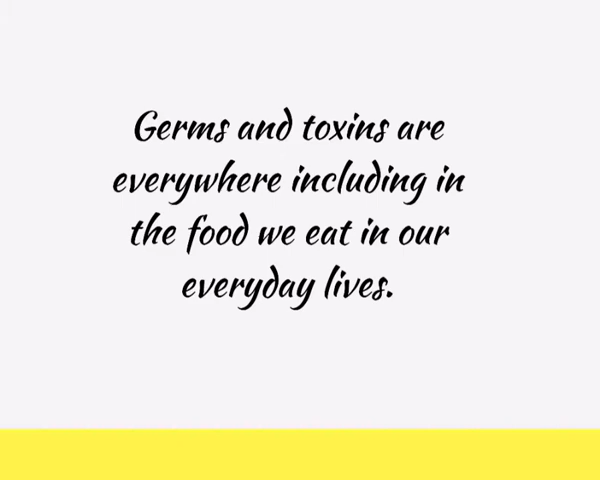 Germs and toxins are
everywhere including in
the food we eat in our
everyday lives.